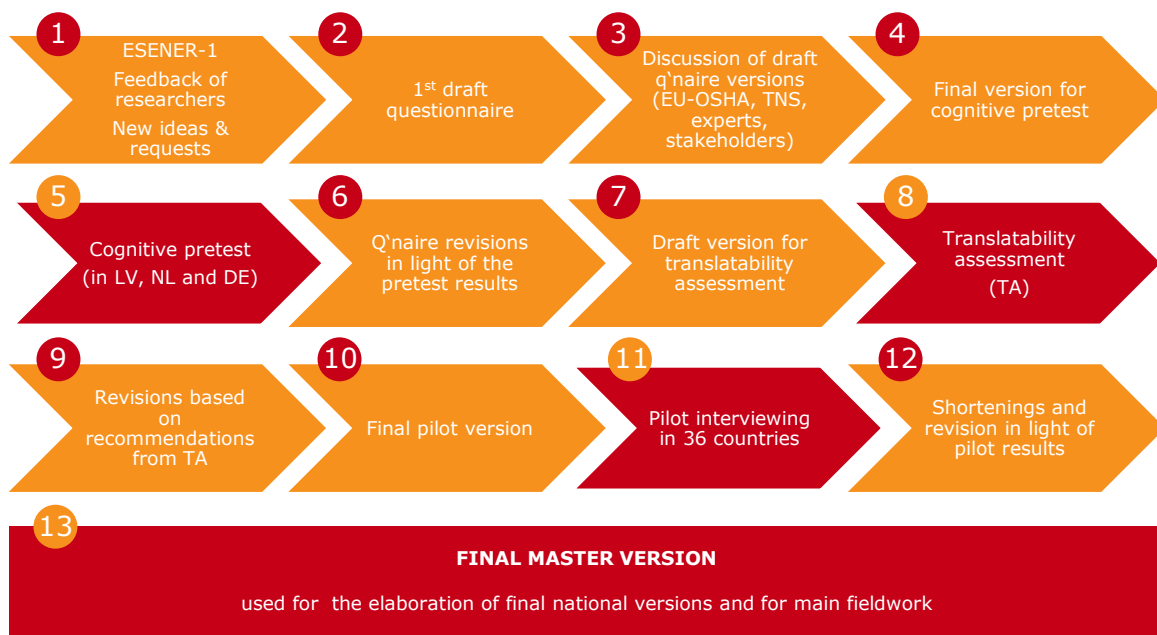 1
ESENER-1
Feedback of
researchers
New ideas &
requests
2
1st draft
questionnaire
3
Discussion of draft
q‘naire versions
(EU-OSHA, TNS,
experts,
stakeholders)
4
Final version for
cognitive pretest
5
Cognitive pretest
(in LV, NL and DE)
6
Q‘naire revisions
in light of the
pretest results
7
Draft version for
translatability
assessment
8
Translatability
assessment
(TA)
9
Revisions based
on
recommendations
from TA
10
Final pilot version
11
Pilot interviewing
in 36 countries
12
Shortenings and
revision in light of
pilot results
13
FINAL MASTER VERSION
used for the elaboration of final national versions and for main fieldwork